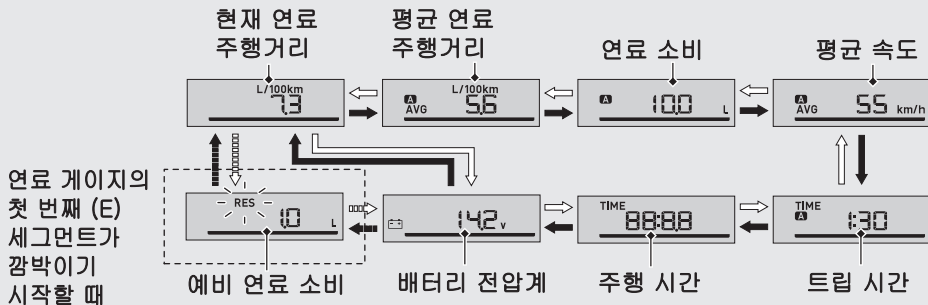 현재 연료
주행거리
평균 연료
주행거리
연료 소비
평균 속도
L/100km
7.3
L/100km
A
AVG
5.6
A
10.0 L
A
AVG
55 km/h
연료 게이지의
첫 번째 (E)
세그먼트가
깜박이기
시작할 때
RES
1.0 L
14.2 v
TIME
88:88
TIME
A
1:30
예비 연료 소비
배터리 전압계
주행 시간
트립 시간